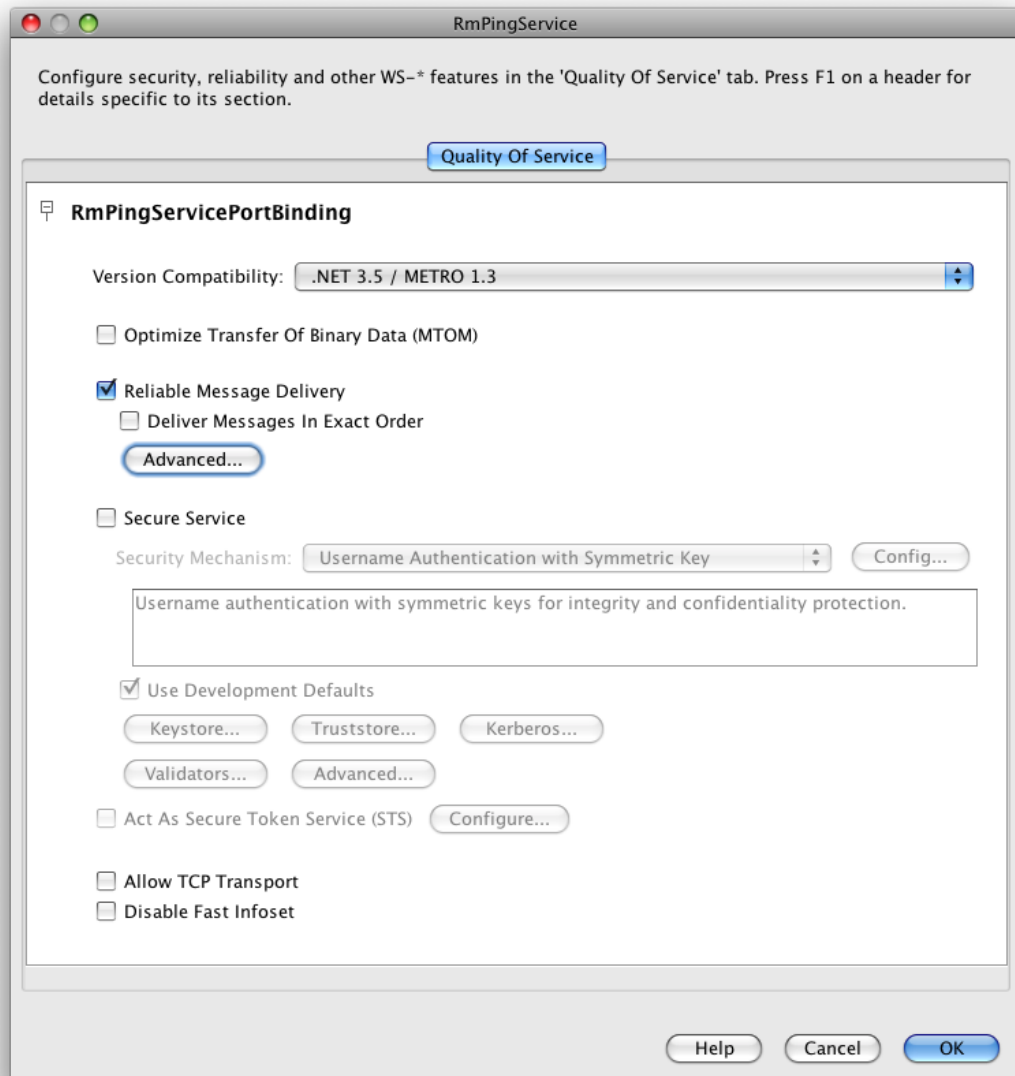 RmPingService
Configure security, reliability and other WS-* features in the 'Quality Of Service' tab. Press F1 on a header for
details specific to its section.
Quality Of Service
RmPingServicePortBinding
Version Compatibility: .NET 3.5 / METRO 1.3
Optimize Transfer Of Binary Data (MTOM)
Reliable Message Delivery
Deliver Messages In Exact Order
Advanced...
Secure Service
Security Mechanism: Username Authentication with Symmetric Key Config...
Username authentication with symmetric keys for integrity and confidentiality protection.
Use Development Defaults
Keystore... Truststore... Kerberos...
Validators... Advanced...
Act As Secure Token Service (STS) Configure...
Allow TCP Transport
Disable Fast Infoset
Help Cancel OK